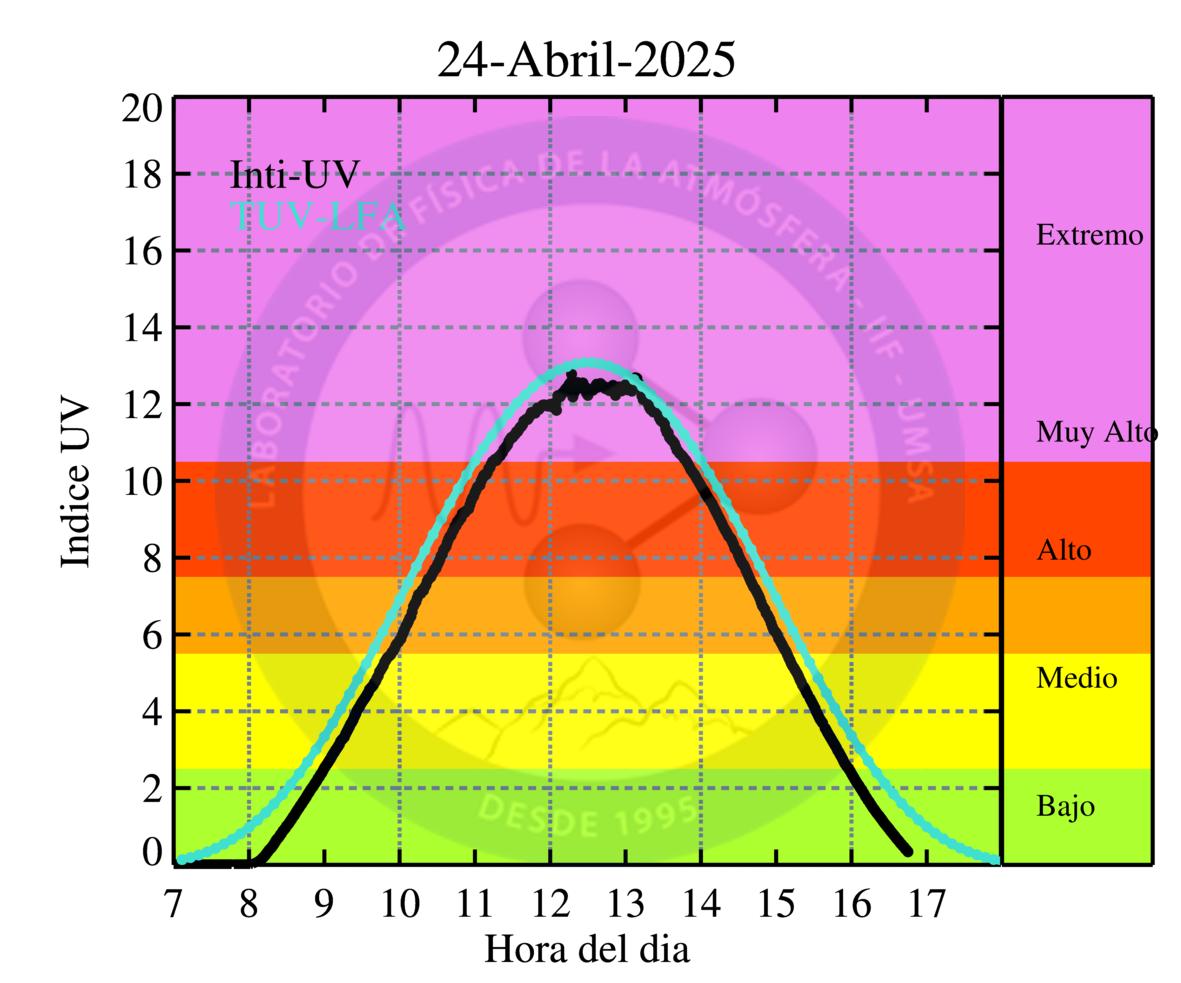 24-Abril-2025
20
18
16
14
12
10
8
6
4
2
0
Indice UV
Inti-UV
TUV-LFA
LABORATORIO DE FÍSICA DE LA ATMÓSFERA - IIF - UMSA
DESDE 1995
Extremo
Muy Alto
Alto
Medio
Bajo
7 8 9 10 11 12 13 14 15 16 17
Hora del dia